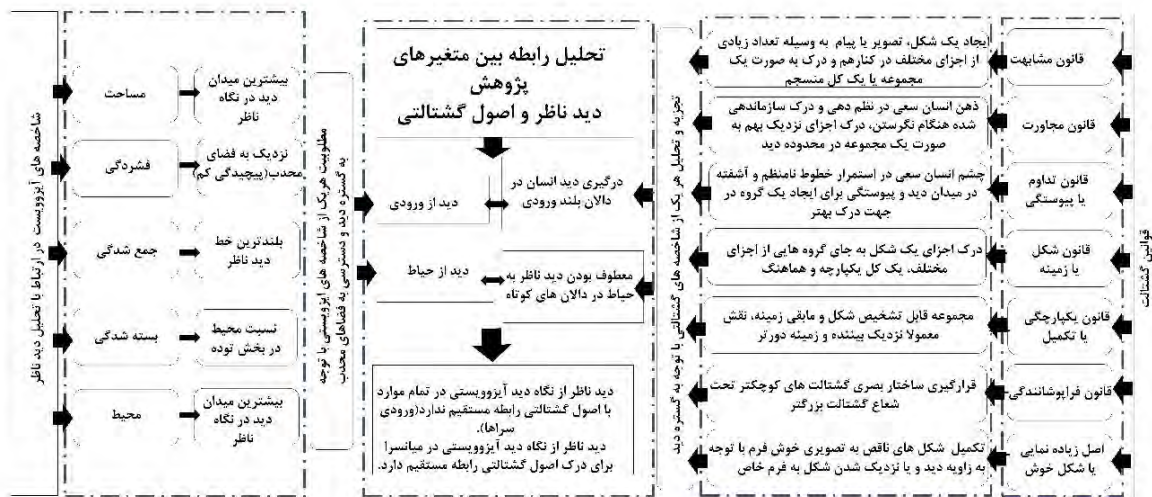 قوانین گشتالت
قانون مشابهت
قانون مجاورت
قانون تداوم
یا پیوستگی
قانون شکل
یا زمینه
قانون یکپارچگی
یا تکمیل
قانون فراپوشانندگی
اصل زیاده نمایی
یا شکل خوش
ایجاد یک شکل، تصویر یا پیام به وسیله تعداد زیادی
از اجزای مختلف در کنارهم و درک به صورت یک
مجموعه یا یک کل منسجم
ذهن انسان سعی در نظم دهی و درک سازماندهی
شده هنگام نگرستن، درک اجزای نزدیک بهم به
صورت یک مجموعه در محدوده دید
چشم انسان سعی در استمرار خطوط نامنظم و آشفته
در میدان دید و پیوستگی برای ایجاد یک گروه در
جهت درک بهتر
درک اجزای یک شکل به جای گروه هایی از اجزای
مختلف، یک کل یکپارچه و هماهنگ
مجموعه قابل تشخیص شکل و مابقی زمینه، نقش
معمولا نزدیک بیننده و زمینه دورتر
قرارگیری ساختار بصری گشتالت های کوچکتر تحت
شعاع گشتالت بزرگتر
تکمیل شکل های ناقص به تصویری خوش فرم با توجه
به زاویه دید و یا نزدیک شدن شکل به فرم خاص
تجزیه و تحلیل هر یک از شاخصه های گشتالتی با توجه به گستره دید
تحلیل رابطه بین متغیرهای
پژوهش
دید ناظر و اصول گشتالتی
درگیری دید انسان در
دالان بلند ورودی
دید از ورودی
معطوف بودن دید ناظر به
حیاط در دالان های کوتاه
دید از حیاط
دید ناظر از نگاه دید آیزوویستی در تمام موارد
با اصول گشتالتی رابطه مستقیم ندارد(ورودی
سراها).
دید ناظر از نگاه دید آیزوویستی در میانسرا
برای درک اصول گشتالتی رابطه مستقیم دارد.
مطلوبیت هریک از شاخصه های ایزوویستی با توجه
به گستره دید و دسترسی به فضاهای محدب
بیشترین میدان
دید در نگاه
ناظر
مساحت
نزدیک به فضای
محدب(پیچیدگی کم)
فشردگی
بلندترین خط
دید ناظر
جمع شدگی
نسبت محیط
در بخش توده
بسته شدگی
بیشترین میدان
دید در نگاه
ناظر
محیط
شاخصه های آیزوویست در ارتباط با تحلیل دید ناظر